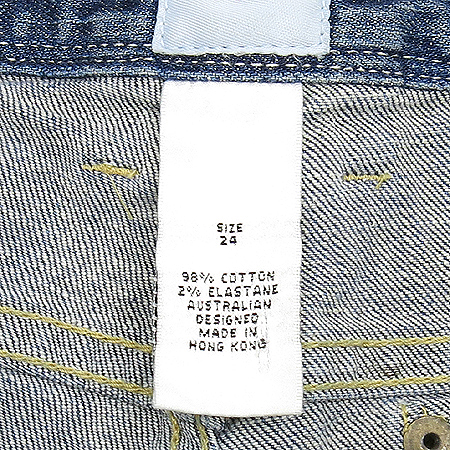 SIZE
24
98% COTTON
2% ELASTANE
AUSTRALIAN
DESIGNED
MADE IN
HONG KONG